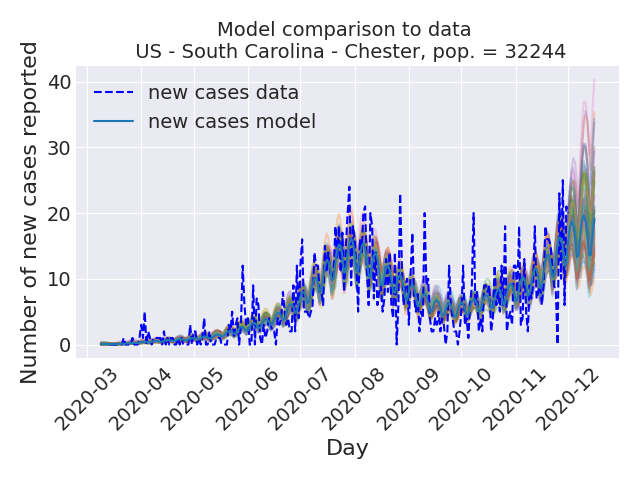 Model comparison to data
US - South Carolina - Chester, pop. = 32244
Number of new cases reported
40
30
20
10
0
new cases data
new cases model
2020-03
2020-04
2020-05
2020-06
2020-07
2020-08
2020-09
2020-10
2020-11
2020-12
Day